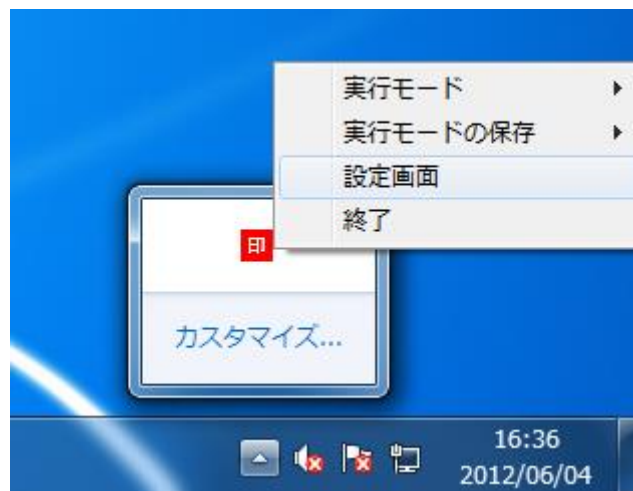 実行モード
実行モードの保存
設定画面
終了
印
カスタマイズ...
16:36
2012/06/04